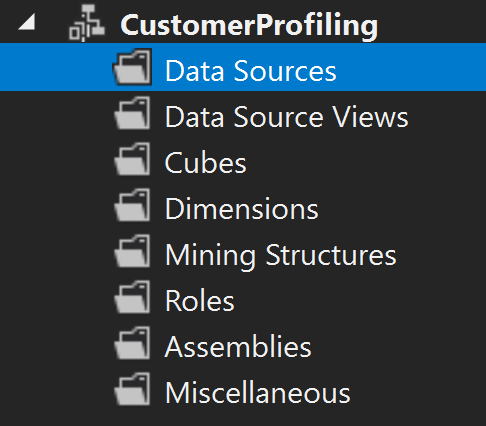 CustomerProfiling
Data Sources
Data Source Views
Cubes
Dimensions
Mining Structures
Roles
Assemblies
Miscellaneous